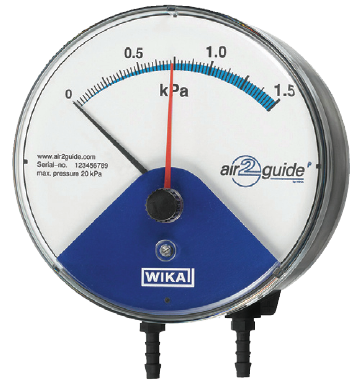 0 0.5 1.0 1.5
kPa
air2guide
www.air2guide.com
Serial-no. 123456789
max. pressure 20 kPa
WIKA